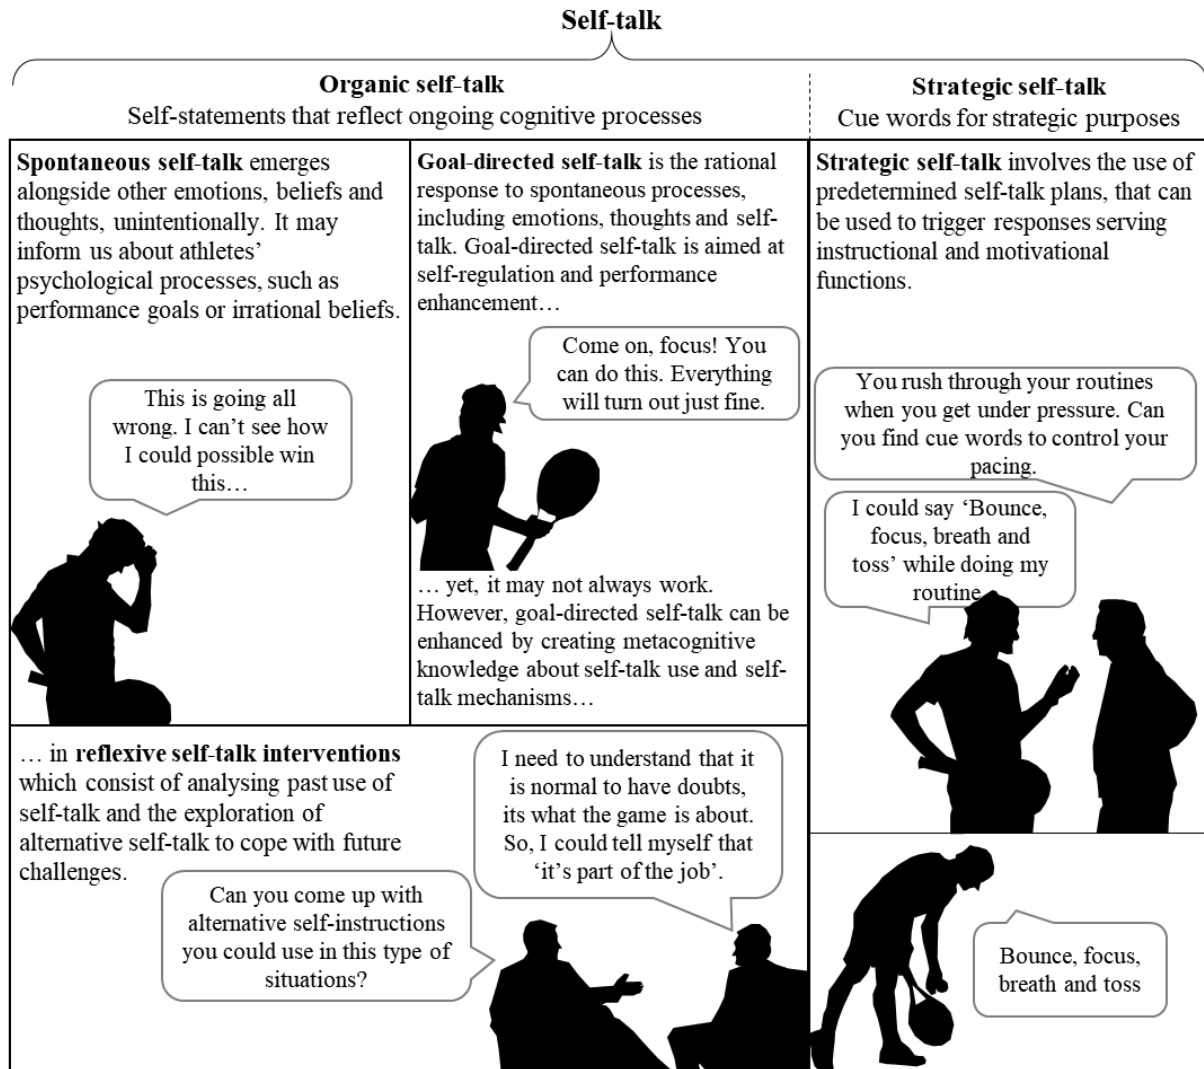 Self-talk
Organic self-talk
Self-statements that reflect ongoing cognitive processes
Strategic self-talk
Cue words for strategic purposes
Spontaneous self-talk emerges
alongside other emotions, beliefs and
thoughts, unintentionally. It may
inform us about athletes’
psychological processes, such as
performance goals or irrational beliefs.
This is going all
wrong. I can’t see how
I could possible win
this…
Goal-directed self-talk is the rational
response to spontaneous processes,
including emotions, thoughts and self-
talk. Goal-directed self-talk is aimed at
self-regulation and performance
enhancement…
Come on, focus! You
can do this. Everything
will turn out just fine.
… yet, it may not always work.
However, goal-directed self-talk can be
enhanced by creating metacognitive
knowledge about self-talk use and self-
talk mechanisms…
… in reflexive self-talk interventions
which consist of analysing past use of
self-talk and the exploration of
alternative self-talk to cope with future
challenges.
Can you come up with
alternative self-instructions
you could use in this type of
situations?
I need to understand that it
is normal to have doubts,
its what the game is about.
So, I could tell myself that
‘it’s part of the job’.
Strategic self-talk involves the use of
predetermined self-talk plans, that can
be used to trigger responses serving
instructional and motivational
functions.
You rush through your routines
when you get under pressure. Can
you find cue words to control your
pacing.
I could say ‘Bounce,
focus, breath and
toss’ while doing my
routine
Bounce, focus,
breath and toss